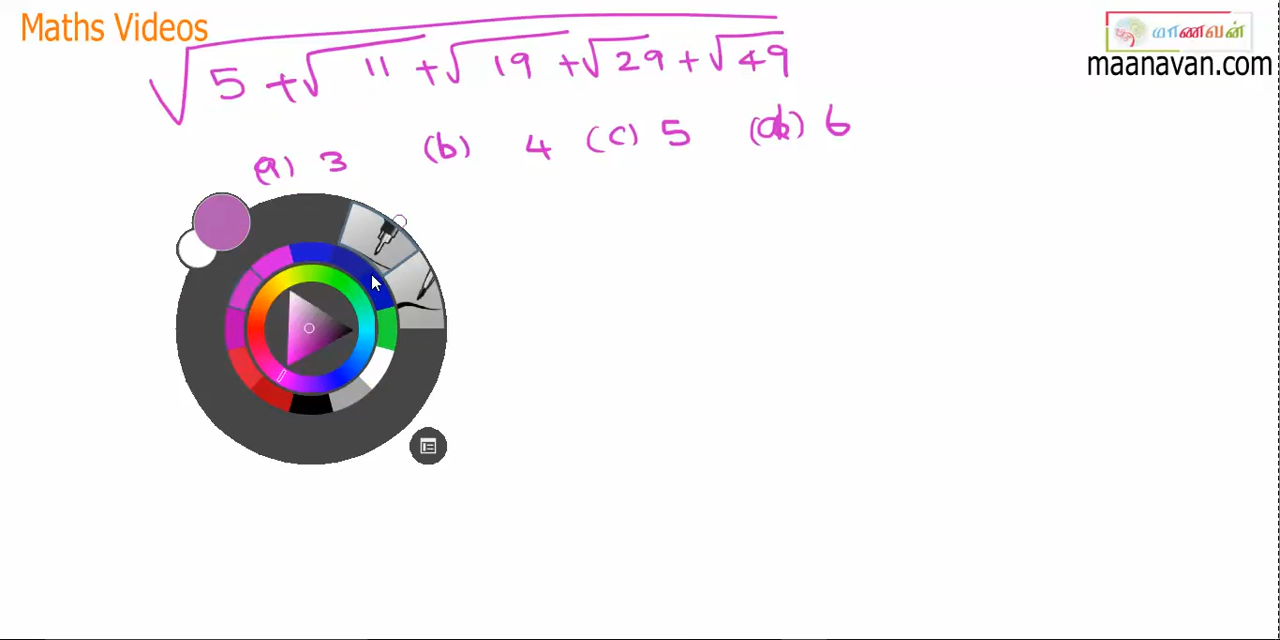 Maths Videos
மாணவன்
maanavan.com
√5 + √11 + √19 + √29 + √49
(a) 3 (b) 4 (c) 5 (d) 6